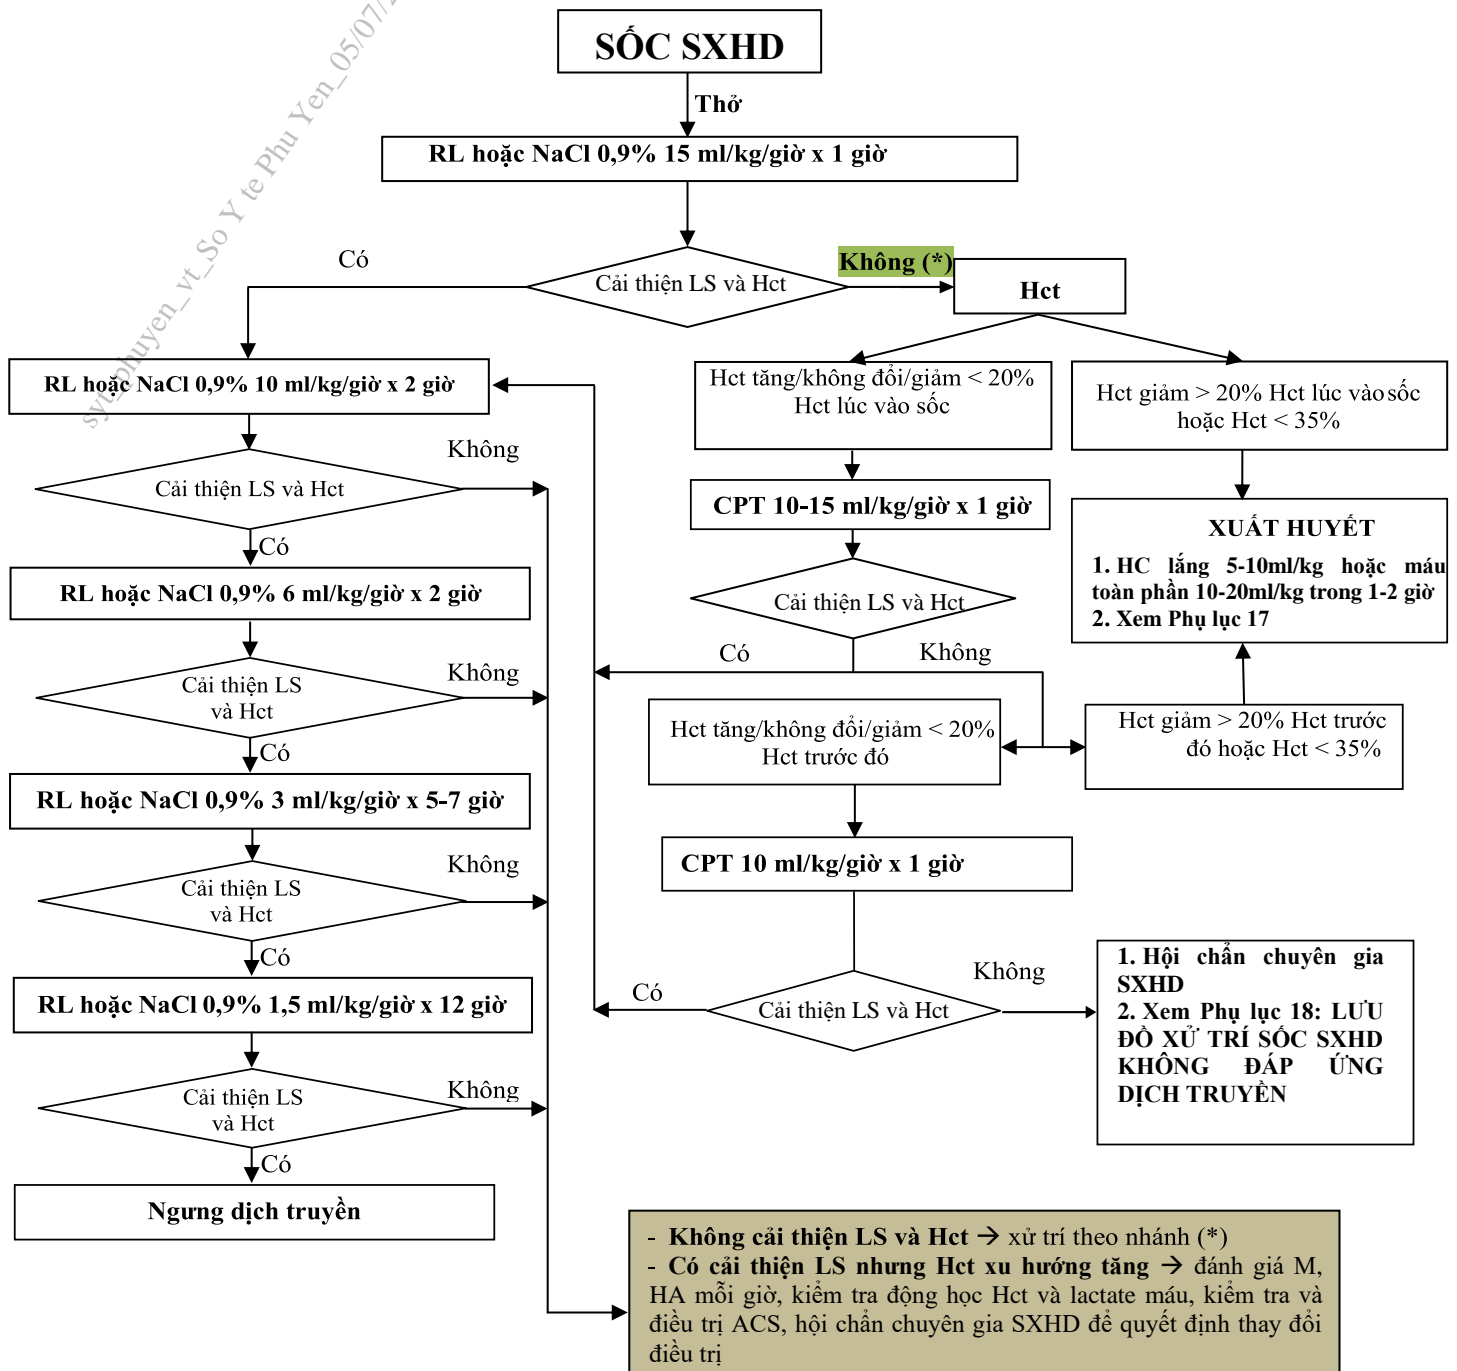 syt_phuyen_vt_So Y te Phu Yen_05/07/2
SỐC SXHD
Thở
RL hoặc NaCl 0,9% 15 ml/kg/giờ x 1 giờ
Có
Cải thiện LS và Hct
Không (*)
Hct
RL hoặc NaCl 0,9% 10 ml/kg/giờ x 2 giờ
Hct tăng/không đổi/giảm < 20%
Hct lúc vào sốc
Hct giảm > 20% Hct lúc vào sốc
hoặc Hct < 35%
Không
Cải thiện LS và Hct
CPT 10-15 ml/kg/giờ x 1 giờ
XUẤT HUYẾT
1. HC lắng 5-10ml/kg hoặc máu
toàn phần 10-20ml/kg trong 1-2 giờ
2. Xem Phụ lục 17
Có
RL hoặc NaCl 0,9% 6 ml/kg/giờ x 2 giờ
Cải thiện LS và Hct
Có
Không
Không
Cải thiện LS
và Hct
Hct tăng/không đổi/giảm < 20%
Hct trước đó
Hct giảm > 20% Hct trước
đó hoặc Hct < 35%
Có
RL hoặc NaCl 0,9% 3 ml/kg/giờ x 5-7 giờ
CPT 10 ml/kg/giờ x 1 giờ
Không
Cải thiện LS
và Hct
Có
RL hoặc NaCl 0,9% 1,5 ml/kg/giờ x 12 giờ
Có
Cải thiện LS và Hct
Không
1. Hội chẩn chuyên gia
SXHD
2. Xem Phụ lục 18: LƯU
ĐỒ XỬ TRÍ SỐC SXHD
KHÔNG ĐÁP ỨNG
DỊCH TRUYỀN
Không
Cải thiện LS
và Hct
Có
Ngưng dịch truyền
- Không cải thiện LS và Hct → xử trí theo nhánh (*)
- Có cải thiện LS nhưng Hct xu hướng tăng → đánh giá M,
HA mỗi giờ, kiểm tra động học Hct và lactate máu, kiểm tra và
điều trị ACS, hội chẩn chuyên gia SXHD để quyết định thay đổi
điều trị